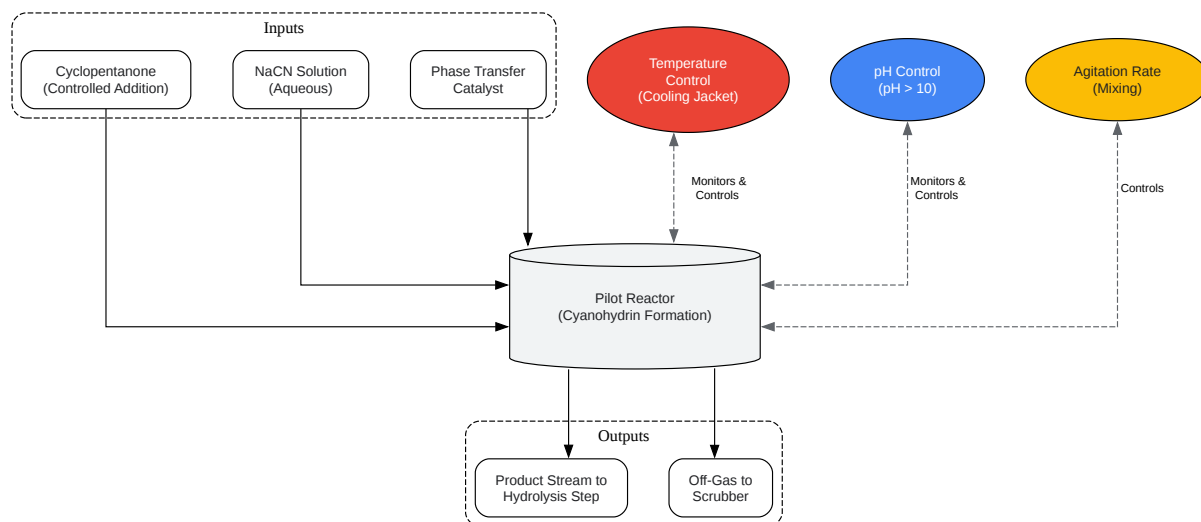 Inputs
Cyclopentanone
(Controlled Addition)
NaCN Solution
(Aqueous)
Phase Transfer
Catalyst
Temperature
Control
(Cooling Jacket)
pH Control
(pH > 10)
Agitation Rate
(Mixing)
Monitors &
Controls
Monitors &
Controls
Controls
Pilot Reactor
(Cyanohydrin Formation)
Outputs
Product Stream to
Hydrolysis Step
Off-Gas to
Scrubber